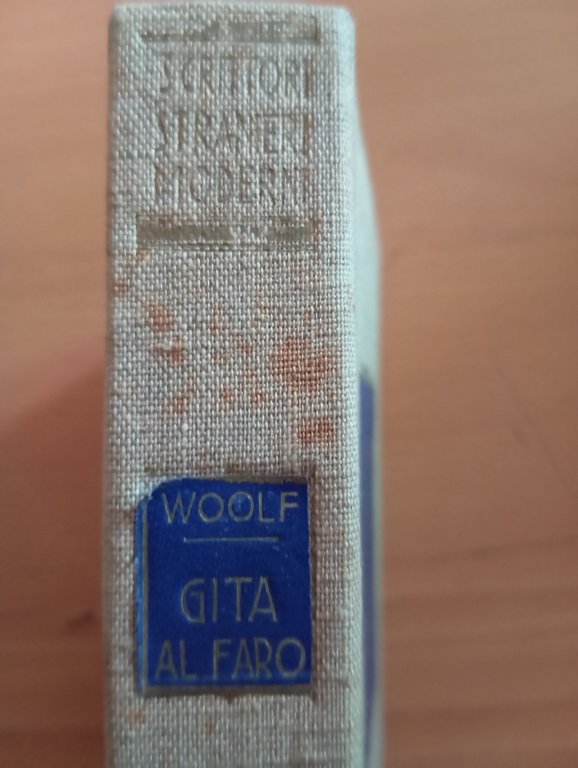 SCRITTORI
STRANIERI
MODERNI
WOOLF
GITA
AL FARO